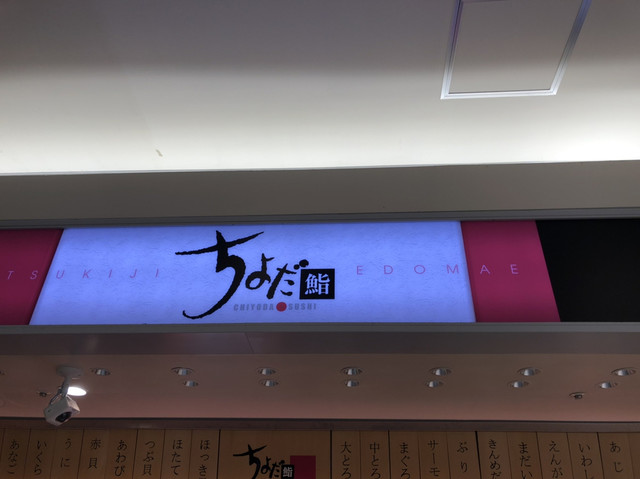 TSUKIJI ちよだ鮨 EDOMAE
CHIYODA SUSHI
あなご
いくら
うに
赤貝
あわび
つぶ貝
ほたて
ほっき
ちよだ鮨
大とろ
中とろ
まぐろ
サーモ
ぶり
きんめだ
まだい
えんが
いわし
あじ